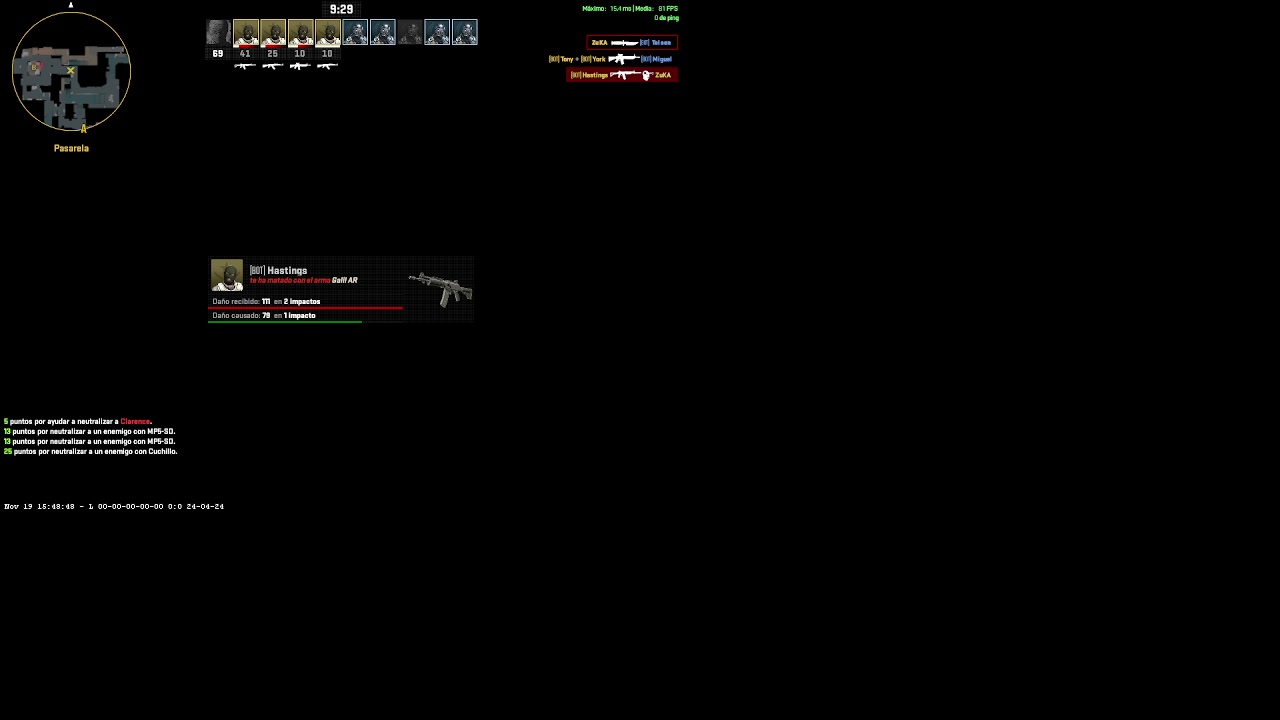 9:29
Máximo: 15,4 ms | Media: 81 FPS
0 de ping
69 41 25 10 10
ZuKA [BOT] Tolson
[BOT] Tony + [BOT] York [BOT] Miguel
[BOT] Hastings ZuKA
B
A
Pasarela
[BOT] Hastings
te ha matado con el arma Galil AR
Daño recibido: 111 en 2 impactos
Daño causado: 79 en 1 impacto
5 puntos por ayudar a neutralizar a Clarence.
13 puntos por neutralizar a un enemigo con MP5-SD.
13 puntos por neutralizar a un enemigo con MP5-SD.
25 puntos por neutralizar a un enemigo con Cuchillo.
Nov 19 15:48:48 - L 00-00-00-00-00 0:0 24-04-24